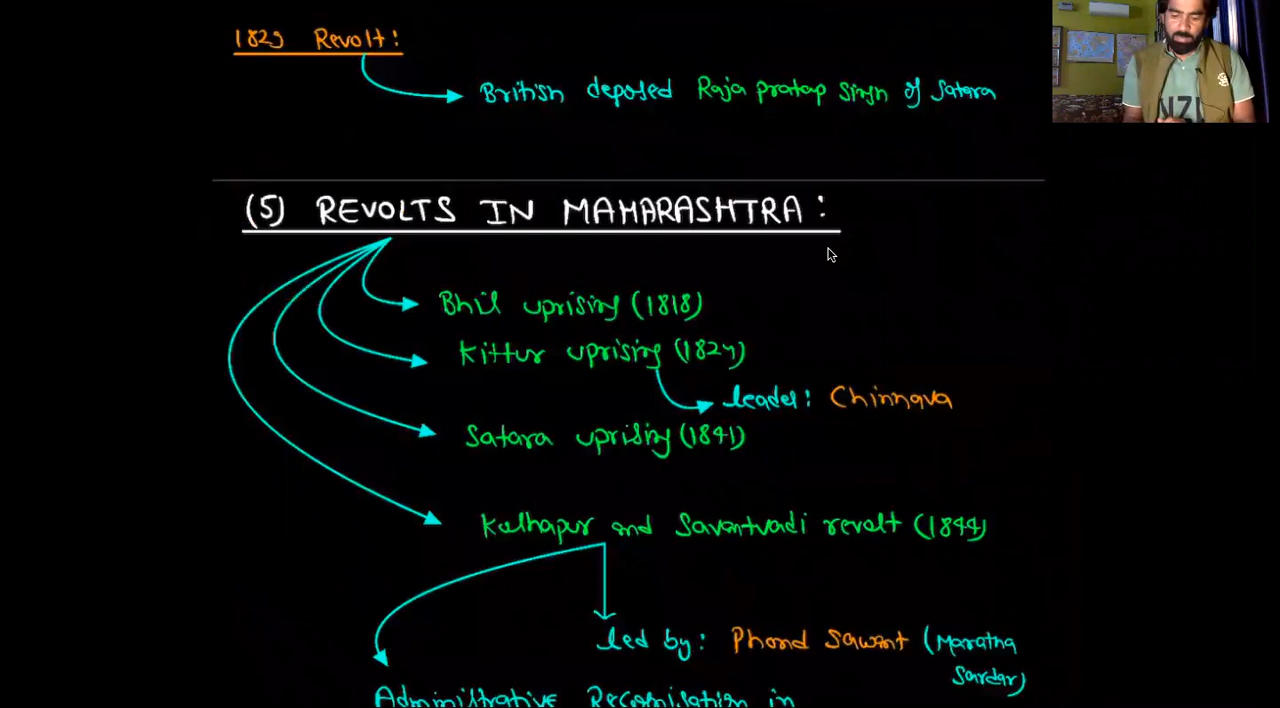 1829 Revolt:
British deposed Raja pratap singh of Satara
(5) REVOLTS IN MAHARASHTRA:
Bhil uprising (1818)
Kittur uprising (1824)
leader: Chinnava
Satara uprising (1841)
Kolhapur and Savantvadi revolt (1844)
led by: Phond Sawant (Maratha
Sardar)
Administrative Reorganisation in